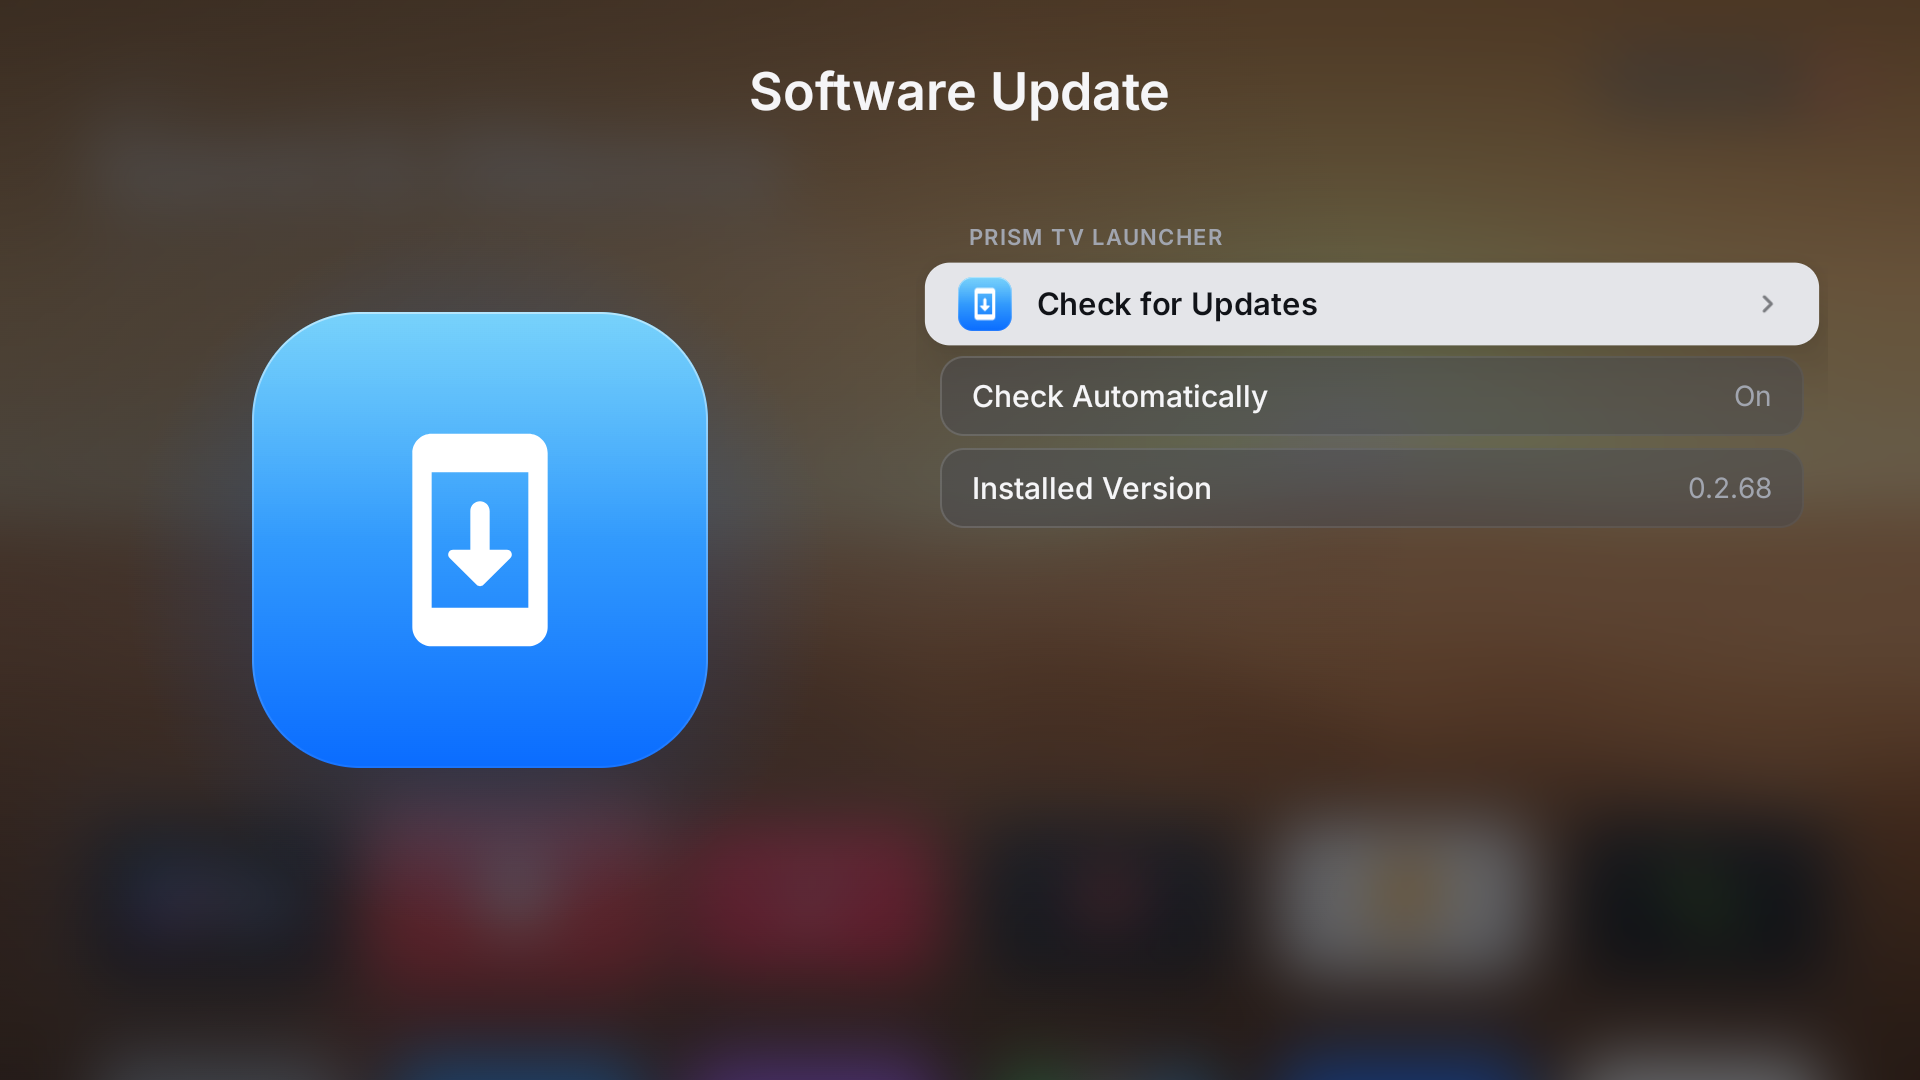 Software Update
PRISM TV LAUNCHER
Check for Updates
Check Automatically On
Installed Version 0.2.68